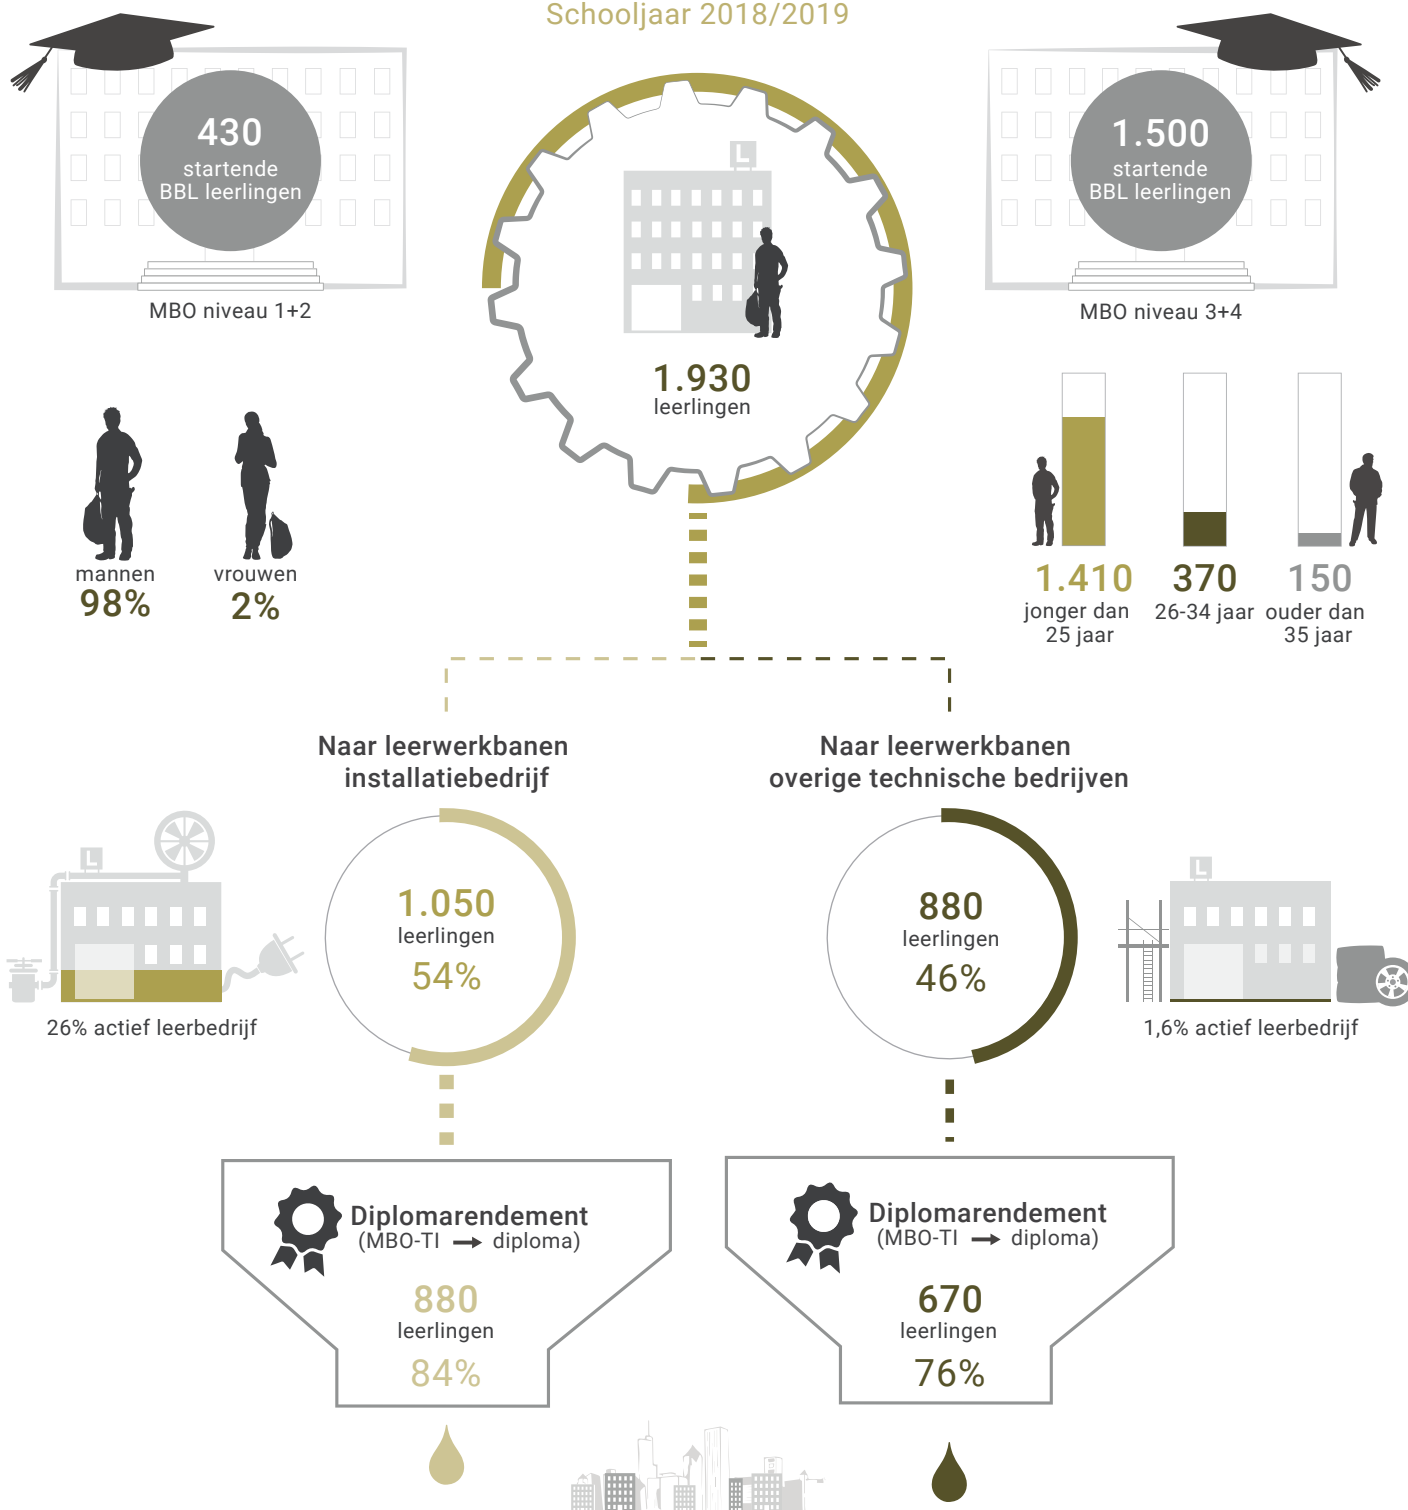 Schooljaar 2018/2019
430
startende
BBL leerlingen
MBO niveau 1+2
L
1.930
leerlingen
1.500
startende
BBL leerlingen
MBO niveau 3+4
mannen
98%
vrouwen
2%
1.410
jonger dan
25 jaar
370
26-34 jaar
150
ouder dan
35 jaar
Naar leerwerkbanen
installatiebedrijf
L
26% actief leerbedrijf
1.050
leerlingen
54%
Naar leerwerkbanen
overige technische bedrijven
880
leerlingen
46%
L
1,6% actief leerbedrijf
Diplomarendement
(MBO-TI → diploma)
880
leerlingen
84%
Diplomarendement
(MBO-TI → diploma)
670
leerlingen
76%